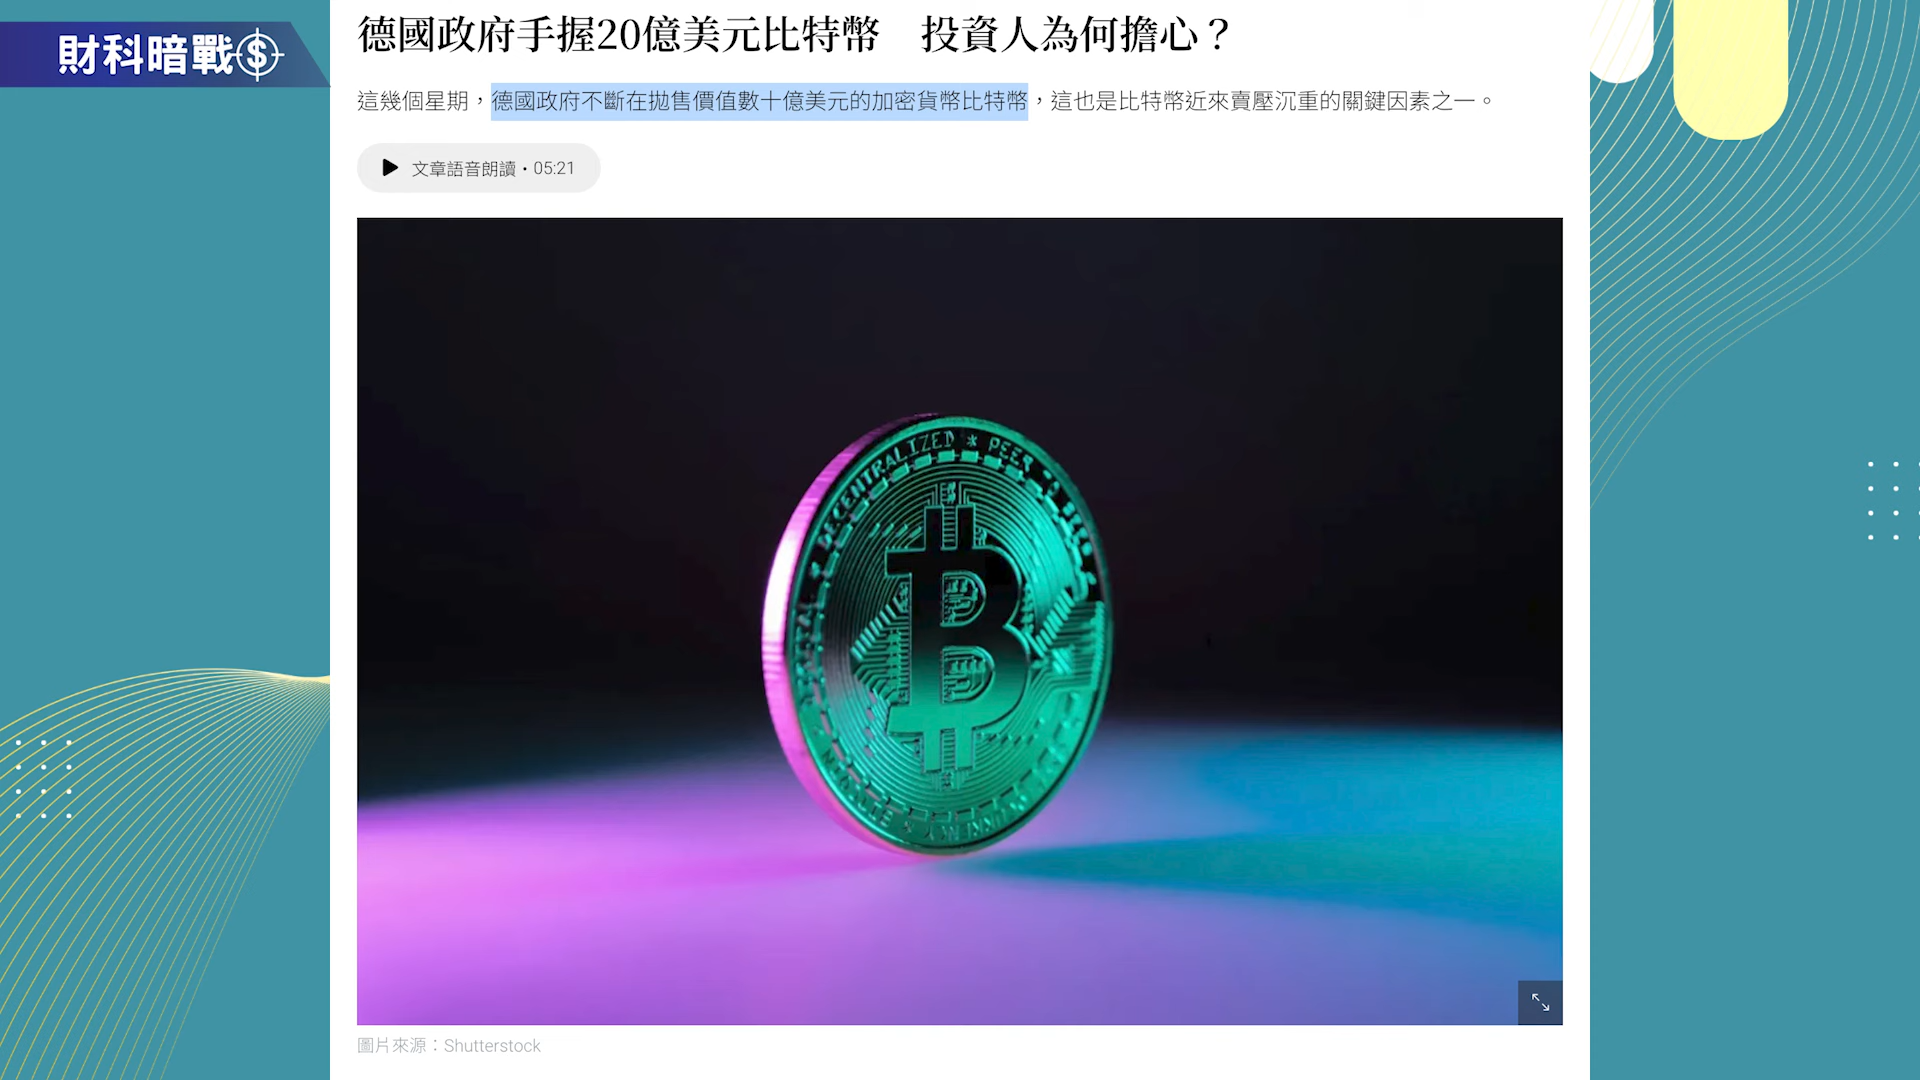 財科暗戰$
德國政府手握20億美元比特幣　投資人為何擔心？
這幾個星期，德國政府不斷在拋售價值數十億美元的加密貨幣比特幣，這也是比特幣近來賣壓沉重的關鍵因素之一。
文章語音朗讀・05:21
DECENTRALIZED * PEER
圖片來源：Shutterstock